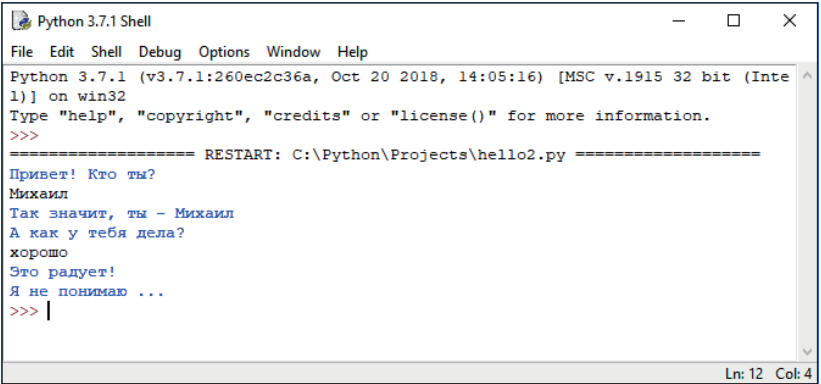 Python 3.7.1 Shell
File Edit Shell Debug Options Window Help
Python 3.7.1 (v3.7.1:260ec2c36a, Oct 20 2018, 14:05:16) [MSC v.1915 32 bit (Inte
l)] on win32
Type "help", "copyright", "credits" or "license()" for more information.
>>>
=================== RESTART: C:\Python\Projects\hello2.py ===================
Привет! Кто ты?
Михаил
Так значит, ты - Михаил
А как у тебя дела?
хорошо
Это радует!
Я не понимаю ...
>>>
Ln: 12 Col: 4